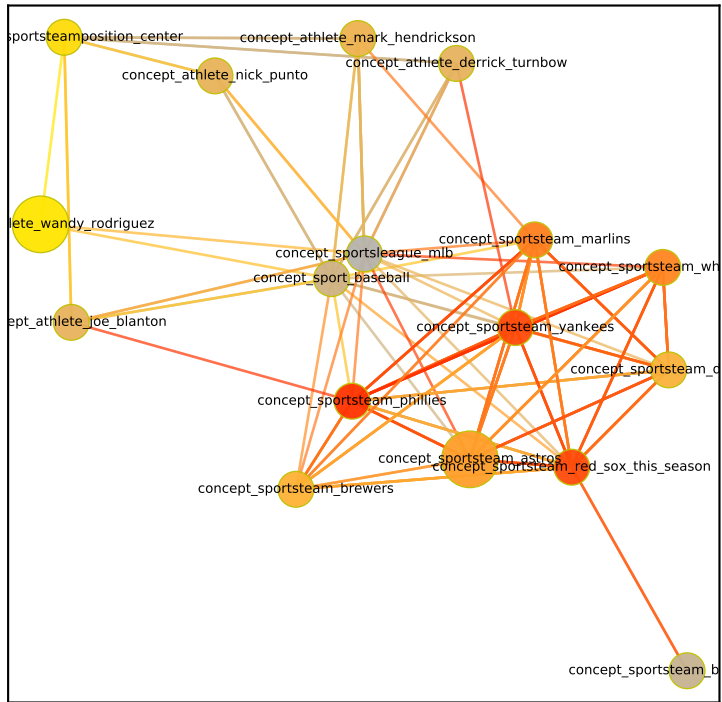 sportsteamposition_center
concept_athlete_mark_hendrickson
concept_athlete_derrick_turnbow
concept_athlete_nick_punto
lete_wandy_rodriguez
concept_sportsteam_marlins
concept_sportsleague_mlb
concept_sportsteam_wh
concept_sport_baseball
ept_athlete_joe_blanton
concept_sportsteam_yankees
concept_sportsteam_d
concept_sportsteam_phillies
concept_sportsteam_astros
concept_sportsteam_red_sox_this_season
concept_sportsteam_brewers
concept_sportsteam_b